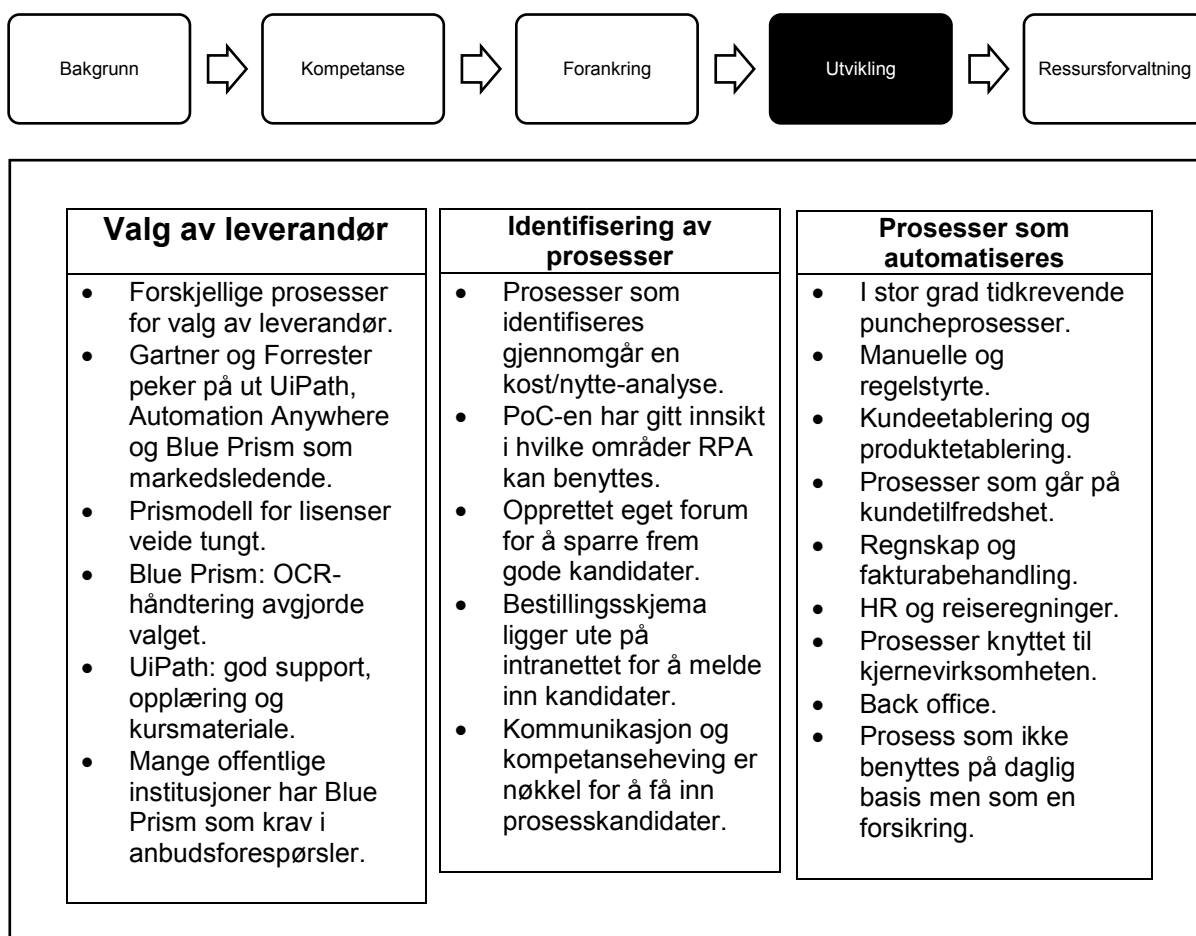 Bakgrunn
Kompetanse
Forankring
Utvikling
Ressursforvaltning
Valg av leverandør
• Forskjellige prosesser
for valg av leverandør.
• Gartner og Forrester
peker på ut UiPath,
Automation Anywhere
og Blue Prism som
markedsledende.
• Prismodell for lisenser
veide tungt.
• Blue Prism: OCR-
håndtering avgjorde
valget.
• UiPath: god support,
opplæring og
kursmateriale.
• Mange offentlige
institusjoner har Blue
Prism som krav i
anbudsforespørsler.
Identifisering av
prosesser
• Prosesser som
identifiseres
gjennomgår en
kost/nytte-analyse.
• PoC-en har gitt innsikt
i hvilke områder RPA
kan benyttes.
• Opprettet eget forum
for å sparre frem
gode kandidater.
• Bestillingsskjema
ligger ute på
intranettet for å melde
inn kandidater.
• Kommunikasjon og
kompetanseheving er
nøkkel for å få inn
prosesskandidater.
Prosesser som
automatiseres
• I stor grad tidkrevende
puncheprosesser.
• Manuelle og
regelstyrte.
• Kundeetablering og
produktetablering.
• Prosesser som går på
kundetilfredshet.
• Regnskap og
fakturabehandling.
• HR og reiseregninger.
• Prosesser knyttet til
kjernevirksomheten.
• Back office.
• Prosess som ikke
benyttes på daglig
basis men som en
forsikring.